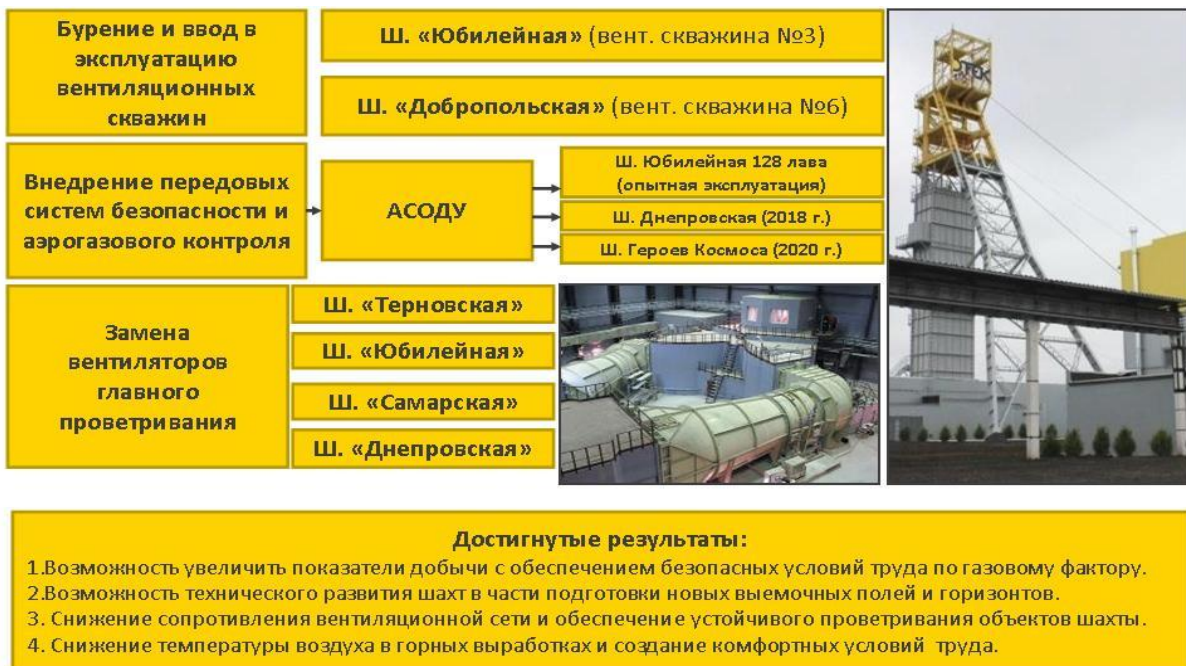 Бурение и ввод в
эксплуатацию
вентиляционных
скважин
Ш. «Юбилейная» (вент. скважина №3)
Ш. «Добропольская» (вент. скважина №6)
Внедрение передовых
систем безопасности и
аэрогазового контроля
АСОДУ
Ш. Юбилейная 128 лава
(опытная эксплуатация)
Ш. Днепровская (2018 г.)
Ш. Героев Космоса (2020 г.)
Замена
вентиляторов
главного
проветривания
Ш. «Терновская»
Ш. «Юбилейная»
Ш. «Самарская»
Ш. «Днепровская»
Достигнутые результаты:
1.Возможность увеличить показатели добычи с обеспечением безопасных условий труда по газовому фактору.
2.Возможность технического развития шахт в части подготовки новых выемочных полей и горизонтов.
3. Снижение сопротивления вентиляционной сети и обеспечение устойчивого проветривания объектов шахты.
4. Снижение температуры воздуха в горных выработках и создание комфортных условий труда.